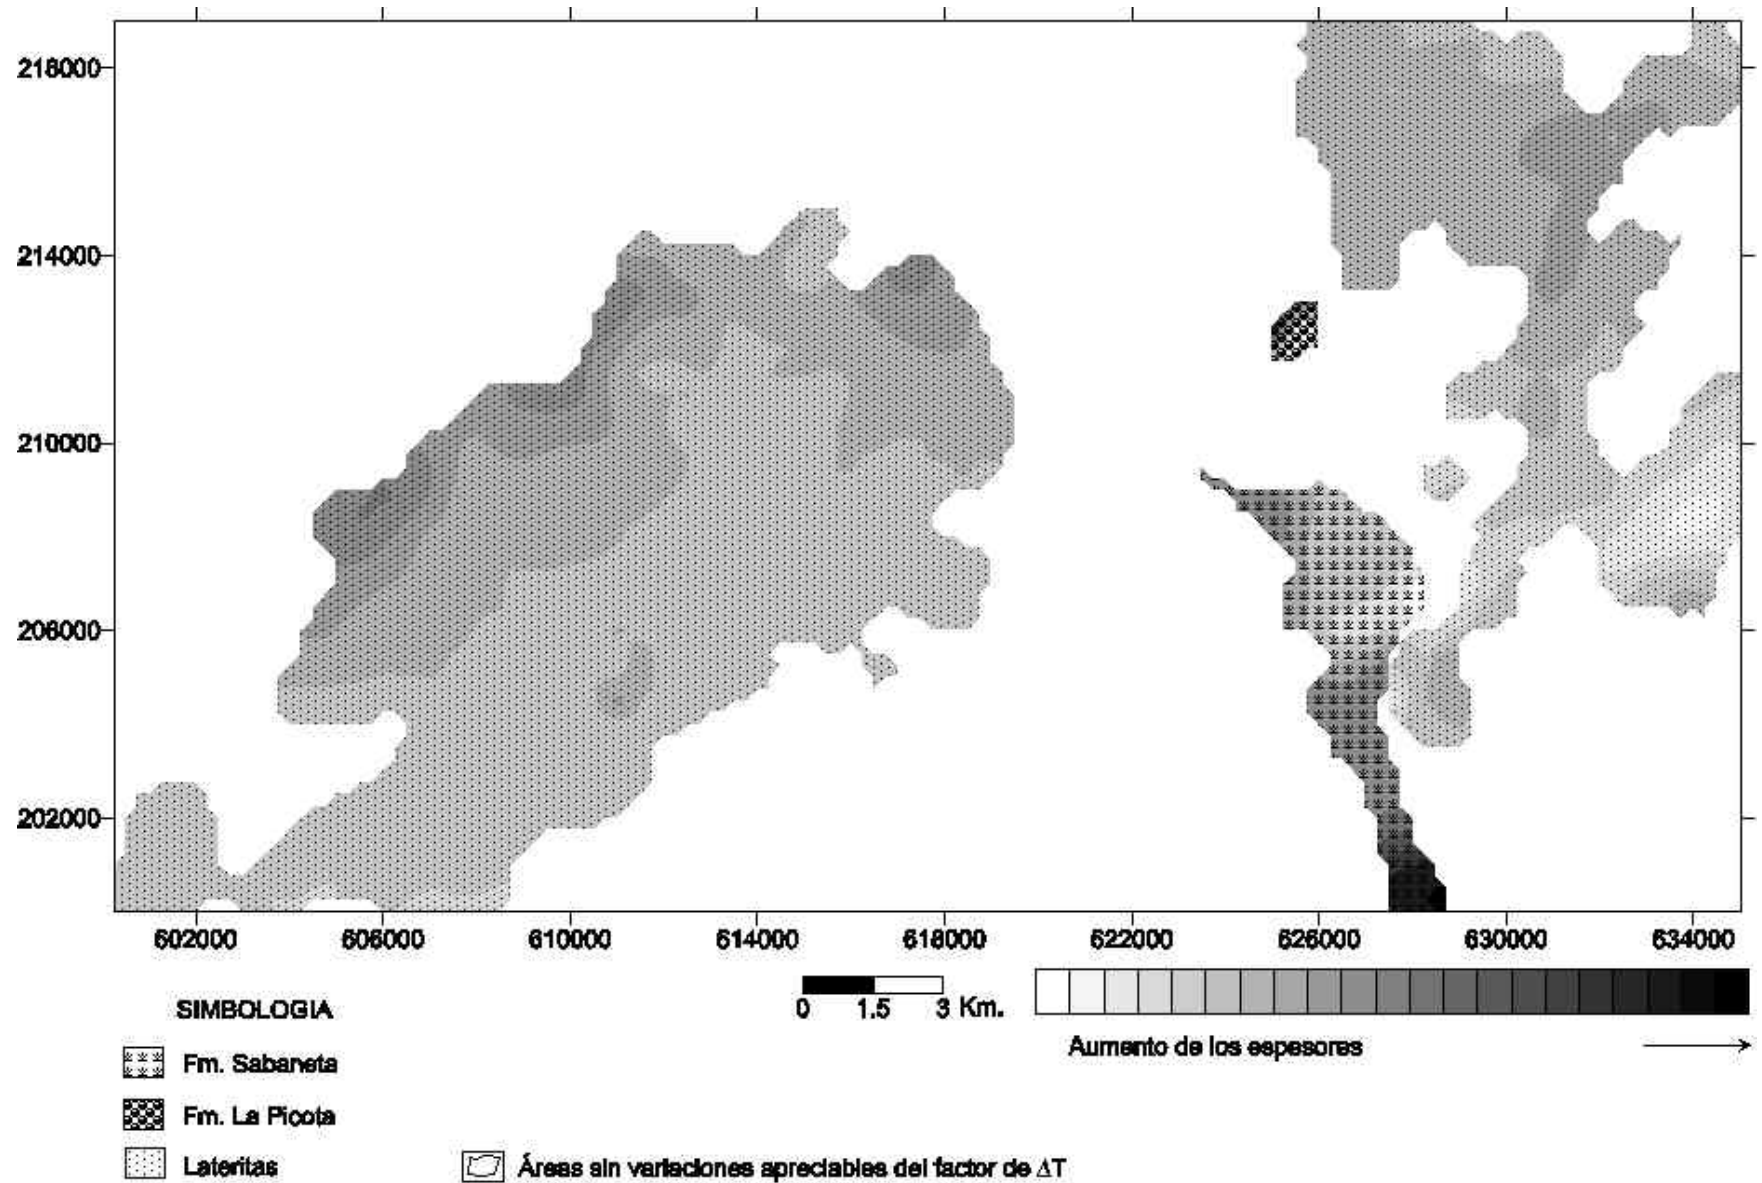 218000
214000
210000
206000
202000
602000 606000 610000 614000 618000 622000 626000 630000 634000
0 1.5 3 Km.
Aumento de los espesores
SIMBOLOGIA
Fm. Sabaneta
Fm. La Picota
Lateritas
Áreas sin variaciones apreciables del factor de ΔT